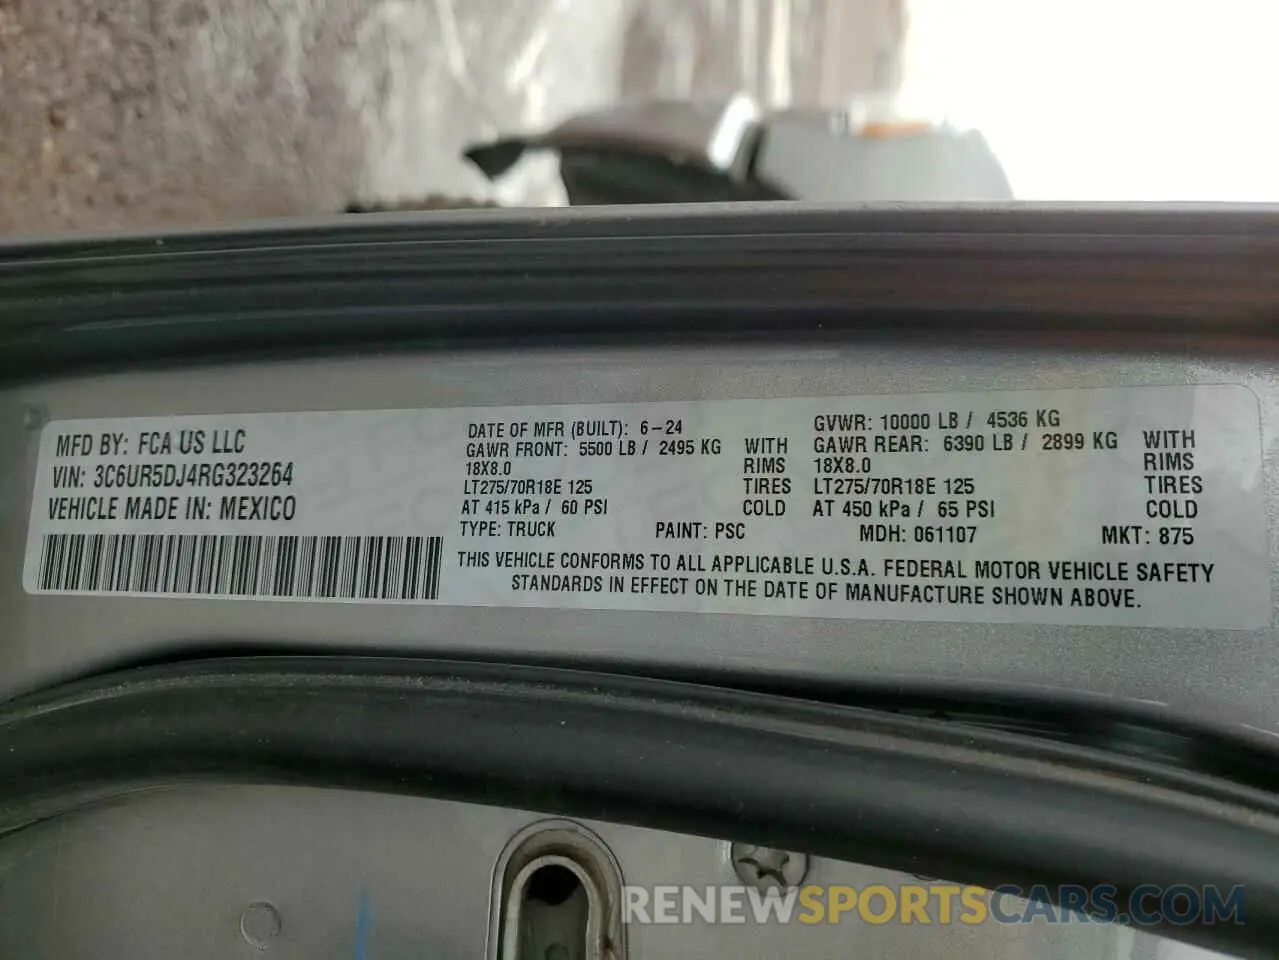 MFD BY: FCA US LLC
VIN: 3C6UR5DJ4RG323264
VEHICLE MADE IN: MEXICO
DATE OF MFR (BUILT): 6-24
GAWR FRONT: 5500 LB / 2495 KG WITH
18X8.0 RIMS
LT275/70R18E 125 TIRES
AT 415 kPa / 60 PSI COLD
GVWR: 10000 LB / 4536 KG
GAWR REAR: 6390 LB / 2899 KG WITH
18X8.0 RIMS
LT275/70R18E 125 TIRES
AT 450 kPa / 65 PSI COLD
TYPE: TRUCK PAINT: PSC MDH: 061107 MKT: 875
THIS VEHICLE CONFORMS TO ALL APPLICABLE U.S.A. FEDERAL MOTOR VEHICLE SAFETY
STANDARDS IN EFFECT ON THE DATE OF MANUFACTURE SHOWN ABOVE.
RENEWSPORTSCARS.COM